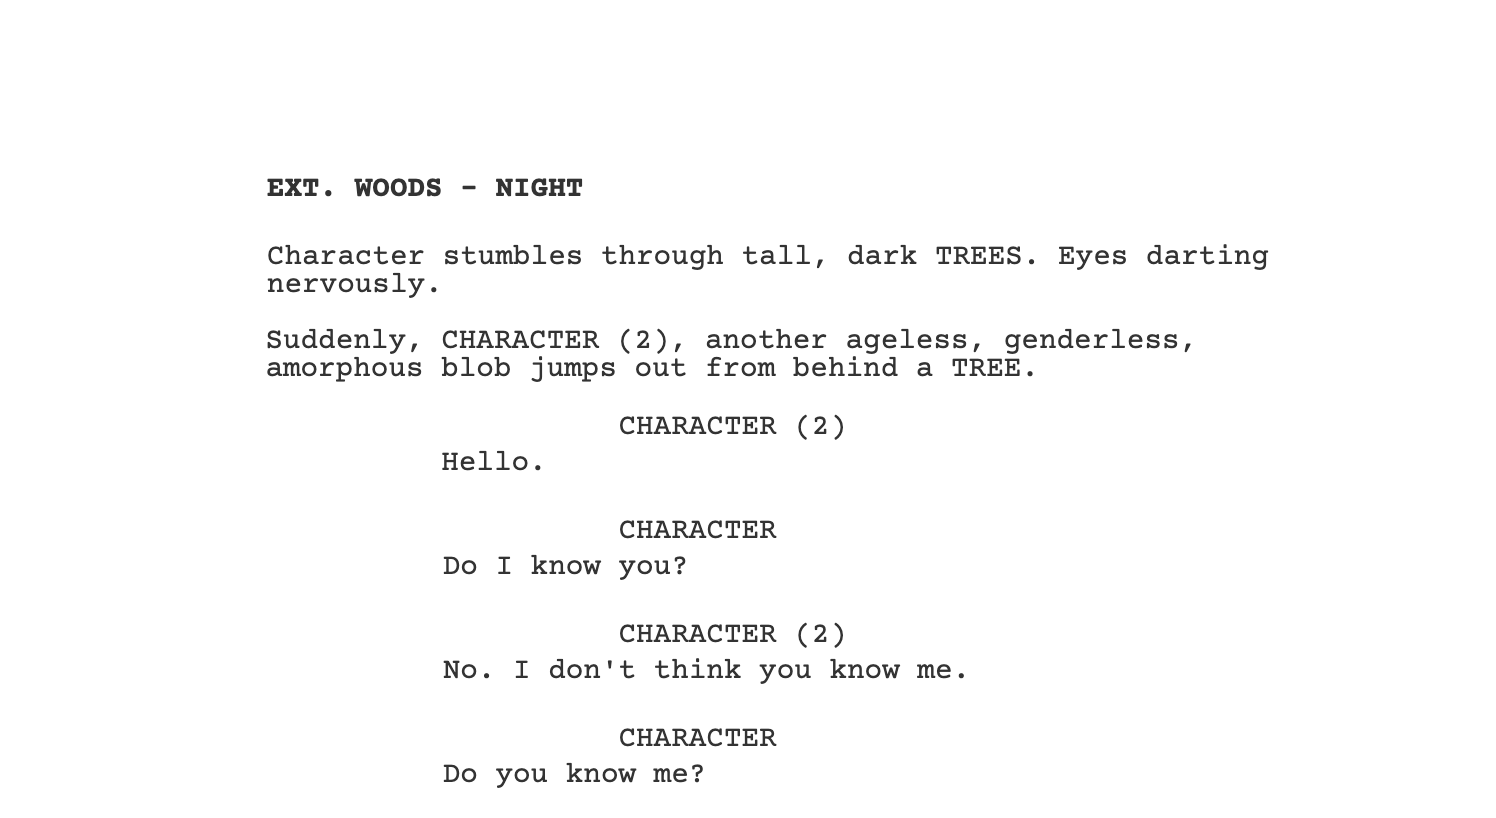 EXT. WOODS - NIGHT
Character stumbles through tall, dark TREES. Eyes darting
nervously.
Suddenly, CHARACTER (2), another ageless, genderless,
amorphous blob jumps out from behind a TREE.
CHARACTER (2)
Hello.
CHARACTER
Do I know you?
CHARACTER (2)
No. I don't think you know me.
CHARACTER
Do you know me?